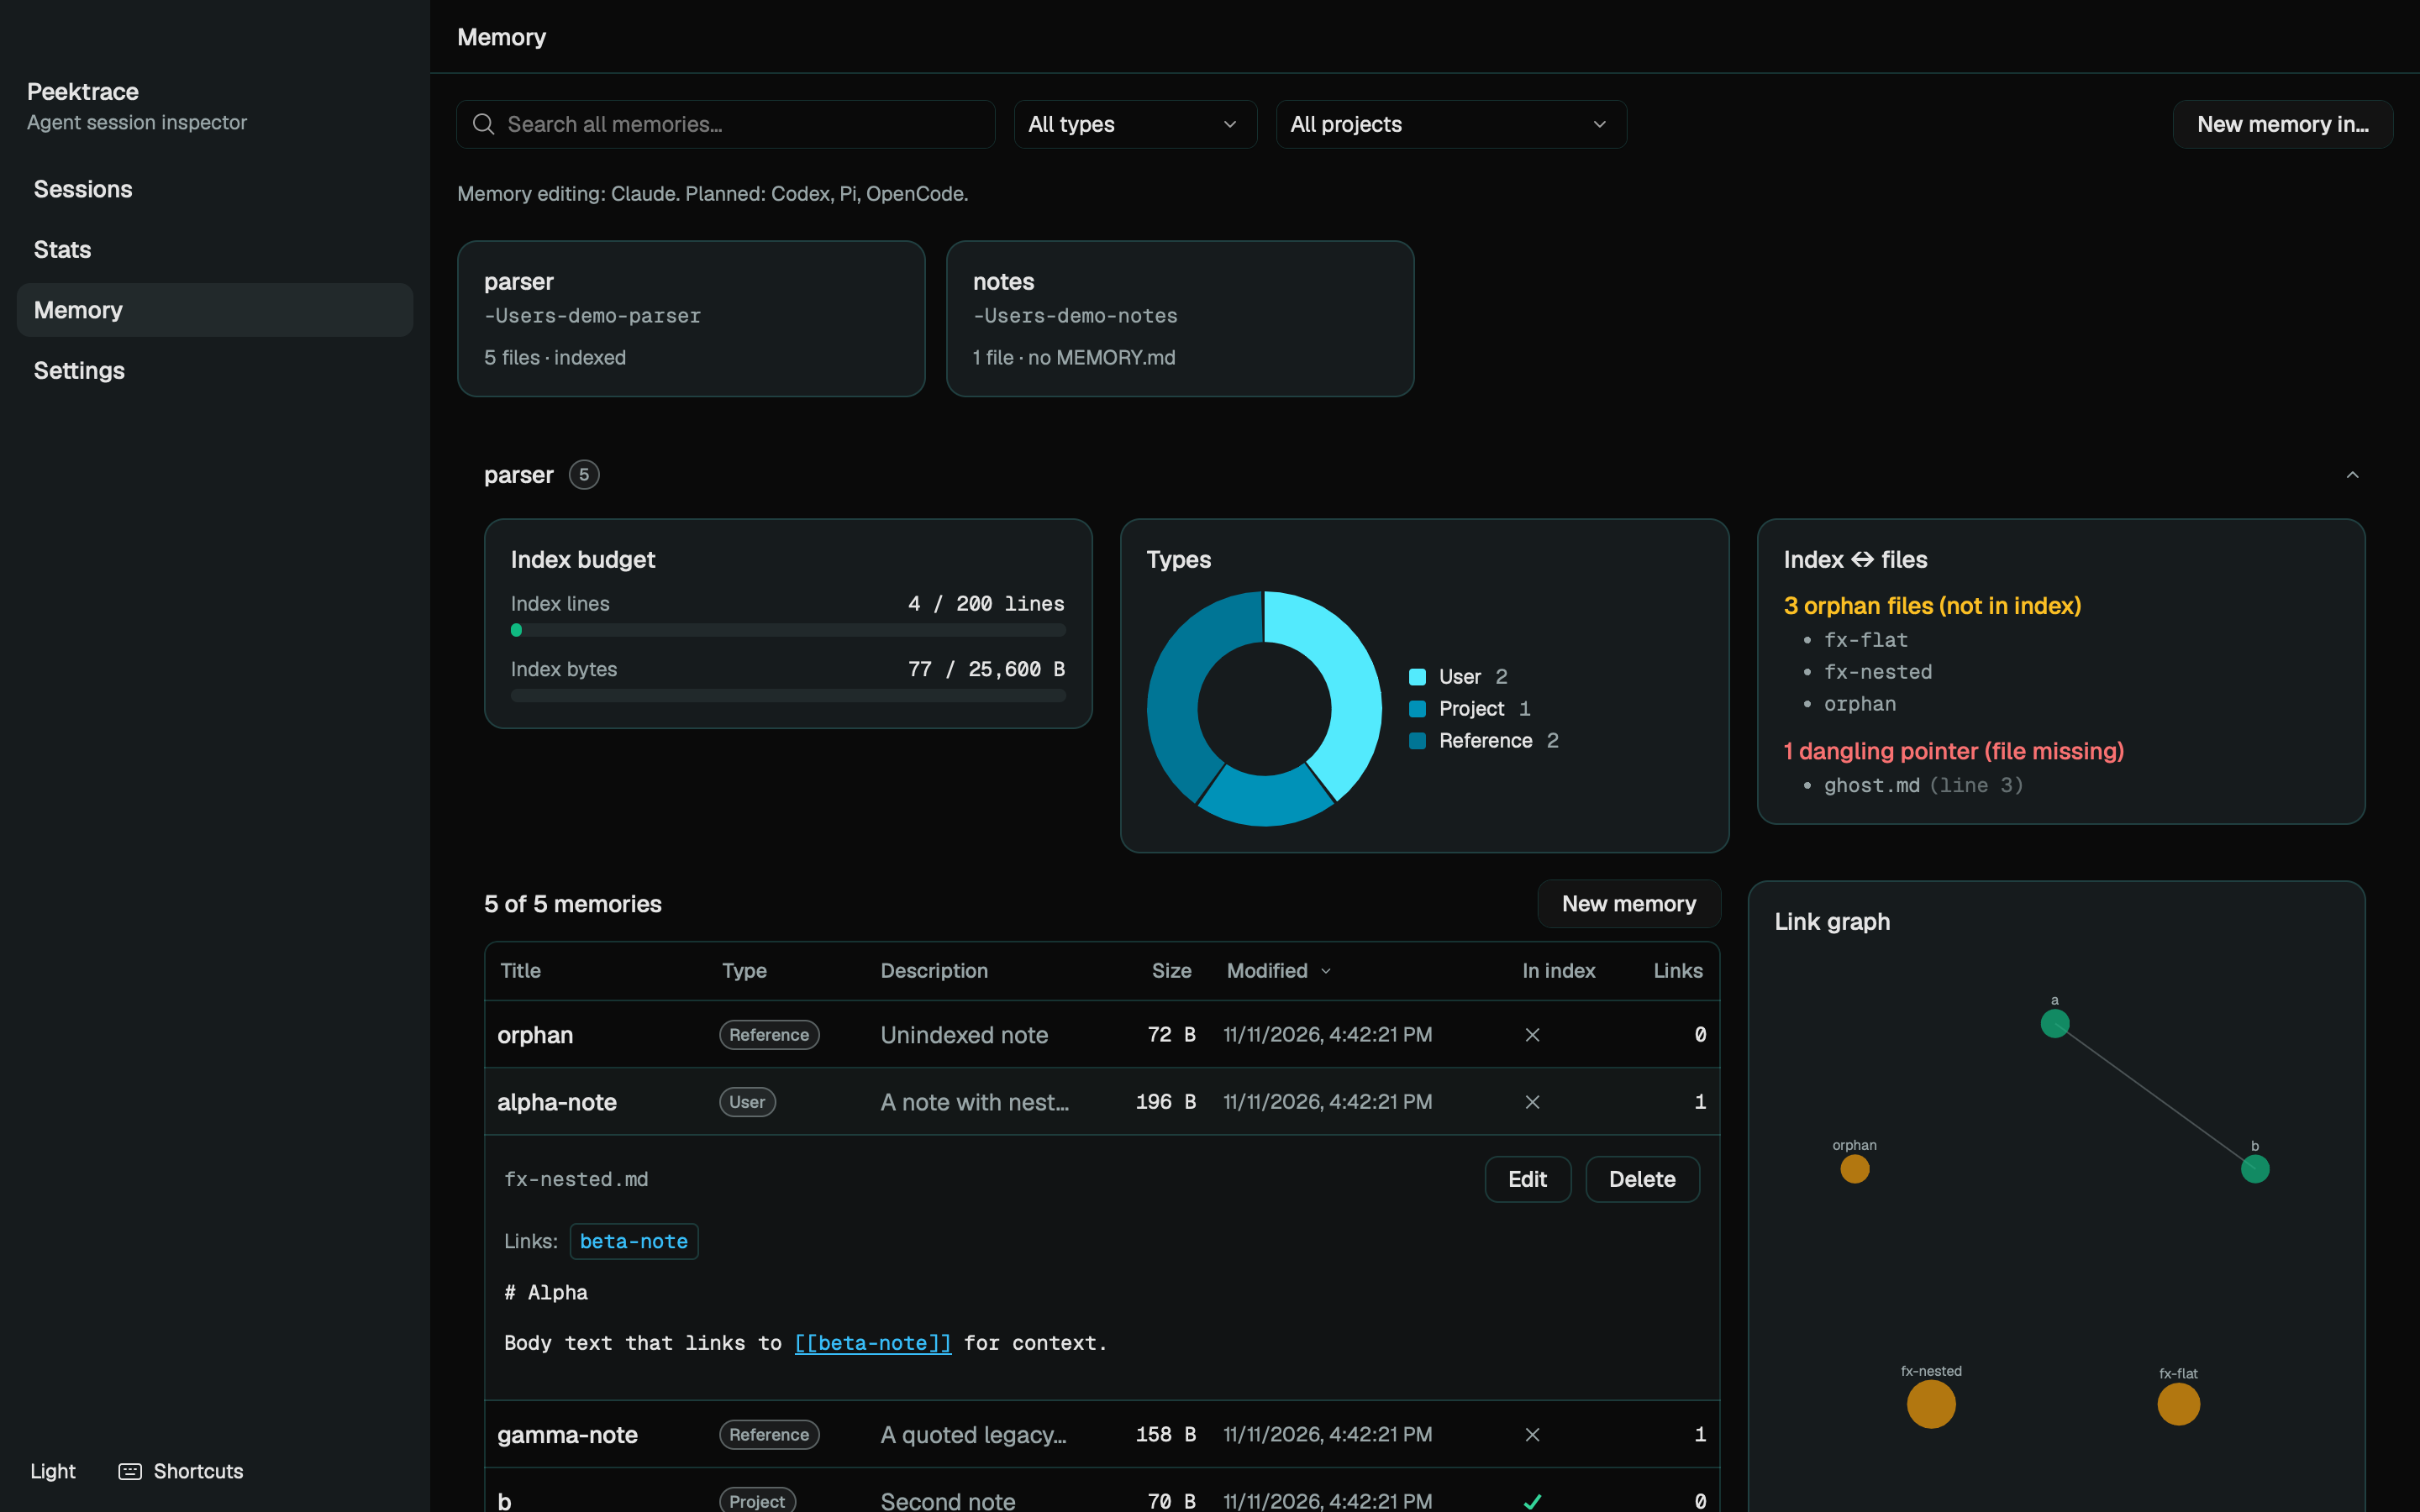 Peektrace
Agent session inspector
Sessions
Stats
Memory
Settings
Light
Shortcuts
Memory
Search all memories…
All types
All projects
New memory in…
Memory editing: Claude. Planned: Codex, Pi, OpenCode.
parser
-Users-demo-parser
5 files · indexed
notes
-Users-demo-notes
1 file · no MEMORY.md
parser 5
Index budget
Index lines 4 / 200 lines
Index bytes 77 / 25,600 B
Types
User 2
Project 1
Reference 2
Index ↔ files
3 orphan files (not in index)
• fx-flat
• fx-nested
• orphan
1 dangling pointer (file missing)
• ghost.md (line 3)
5 of 5 memories
New memory
Title Type Description Size Modified In index Links
orphan Reference Unindexed note 72 B 11/11/2026, 4:42:21 PM 0
alpha-note User A note with nest… 196 B 11/11/2026, 4:42:21 PM 1
fx-nested.md
Edit Delete
Links: beta-note
# Alpha
Body text that links to [[beta-note]] for context.
gamma-note Reference A quoted legacy… 158 B 11/11/2026, 4:42:21 PM 1
b Project Second note 70 B 11/11/2026, 4:42:21 PM 0
Link graph
a
orphan
b
fx-nested
fx-flat